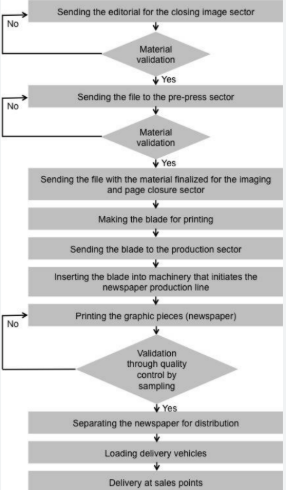 Sending the editorial for the closing image sector
No
Material
validation
Yes
Sending the file to the pre-press sector
No
Material
validation
Yes
Sending the file with the material finalized for the imaging
and page closure sector
Making the blade for printing
Sending the blade to the production sector
Inserting the blade into machinery that initiates the
newspaper production line
Printing the graphic pieces (newspaper)
No
Validation
through quality
control by
sampling
Yes
Separating the newspaper for distribution
Loading delivery vehicles
Delivery at sales points